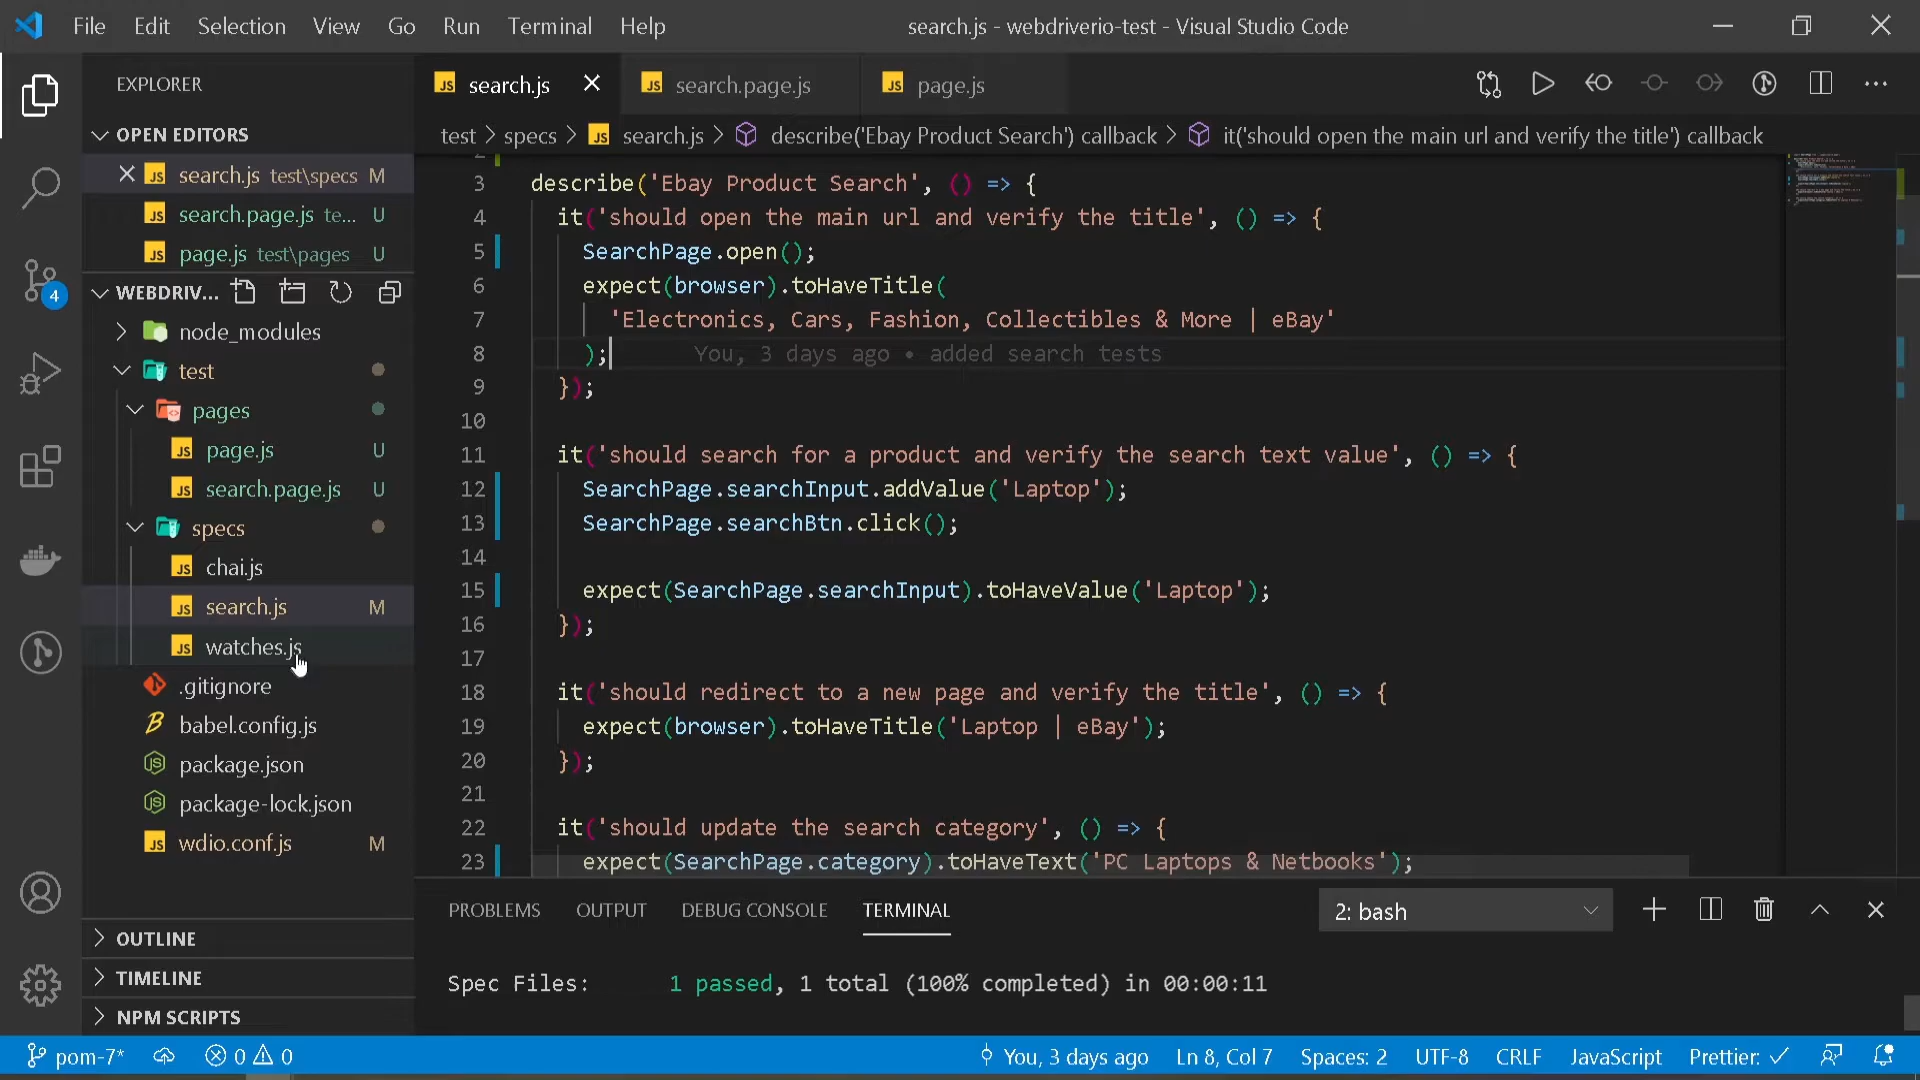 File Edit Selection View Go Run Terminal Help
search.js - webdriverio-test - Visual Studio Code
EXPLORER
OPEN EDITORS
search.js test\specs M
search.page.js te... U
page.js test\pages U
WEBDRIV...
node_modules
test
pages
page.js U
search.page.js U
specs
chai.js
search.js M
watches.js
.gitignore
babel.config.js
package.json
package-lock.json
wdio.conf.js M
OUTLINE
TIMELINE
NPM SCRIPTS
4
JS search.js JS search.page.js JS page.js
test > specs > JS search.js > describe('Ebay Product Search') callback > it('should open the main url and verify the title') callback
3 describe('Ebay Product Search', () => {
4 it('should open the main url and verify the title', () => {
5 SearchPage.open();
6 expect(browser).toHaveTitle(
7 'Electronics, Cars, Fashion, Collectibles & More | eBay'
8 ); You, 3 days ago • added search tests
9 });
10
11 it('should search for a product and verify the search text value', () => {
12 SearchPage.searchInput.addValue('Laptop');
13 SearchPage.searchBtn.click();
14
15 expect(SearchPage.searchInput).toHaveValue('Laptop');
16 });
17
18 it('should redirect to a new page and verify the title', () => {
19 expect(browser).toHaveTitle('Laptop | eBay');
20 });
21
22 it('should update the search category', () => {
23 expect(SearchPage.category).toHaveText('PC Laptops & Netbooks');
PROBLEMS OUTPUT DEBUG CONSOLE TERMINAL 2: bash
Spec Files: 1 passed, 1 total (100% completed) in 00:00:11
pom-7* 0 0 You, 3 days ago Ln 8, Col 7 Spaces: 2 UTF-8 CRLF JavaScript Prettier: ✓